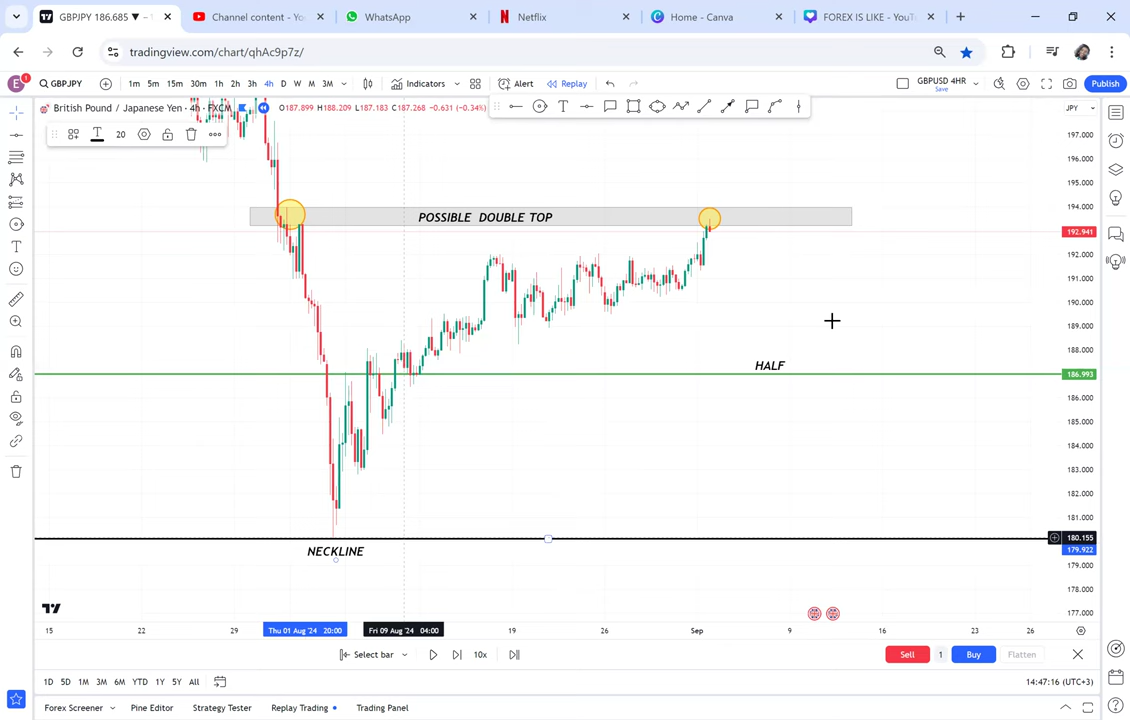 GBPJPY 186.685 ▼ −
Channel content - Yo
WhatsApp
Netflix
Home - Canva
FOREX IS LIKE - YouTu
tradingview.com/chart/qhAc9p7z/
E 1 GBPJPY 1m 5m 15m 30m 1h 2h 3h 4h D W M 3M Indicators Alert Replay GBPUSD 4HR Save Publish
British Pound / Japanese Yen · 4h · FXCM O187.899 H188.209 L187.183 C187.268 −0.631 (−0.34%) JPY
T 20
197.000
196.000
195.000
194.000
POSSIBLE DOUBLE TOP
192.941
192.000
191.000
190.000
189.000
188.000
HALF
186.993
186.000
185.000
184.000
183.000
182.000
181.000
180.155
179.922
NECKLINE
179.000
178.000
177.000
15 22 29 Thu 01 Aug '24 20:00 Fri 09 Aug '24 04:00 19 26 Sep 9 16 23 26
Select bar 10x Sell 1 Buy Flatten
1D 5D 1M 3M 6M YTD 1Y 5Y All 14:47:16 (UTC+3)
Forex Screener Pine Editor Strategy Tester Replay Trading Trading Panel